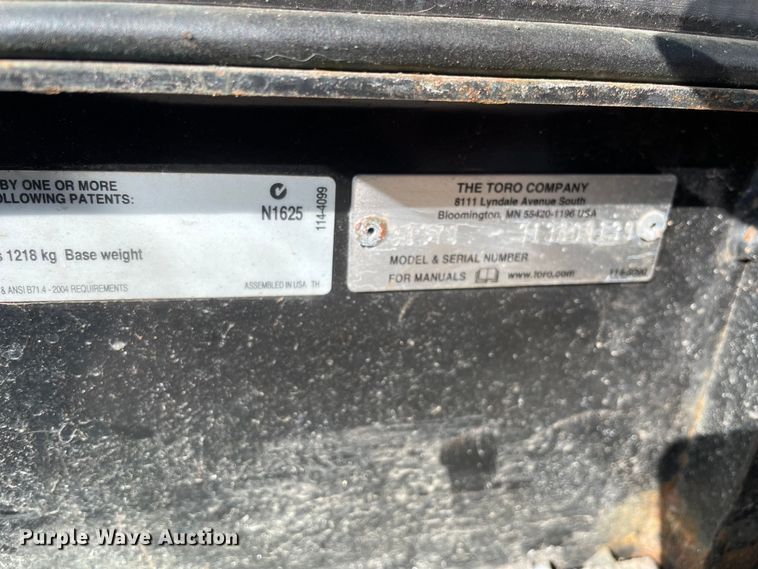 BY ONE OR MORE
OLLOWING PATENTS:
N1625
114-4099
s 1218 kg Base weight
& ANSI B71.4 - 2004 REQUIREMENTS
ASSEMBLED IN USA TH
THE TORO COMPANY
8111 Lyndale Avenue South
Bloomington, MN 55420-1196 USA
MODEL & SERIAL NUMBER
FOR MANUALS www.toro.com
Purple Wave Auction